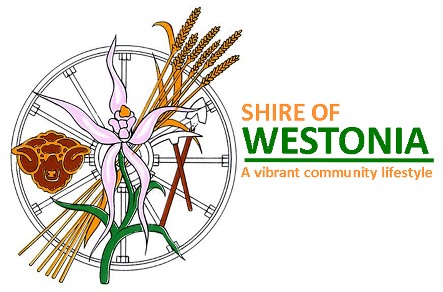 SHIRE OF
WESTONIA
A vibrant community lifestyle